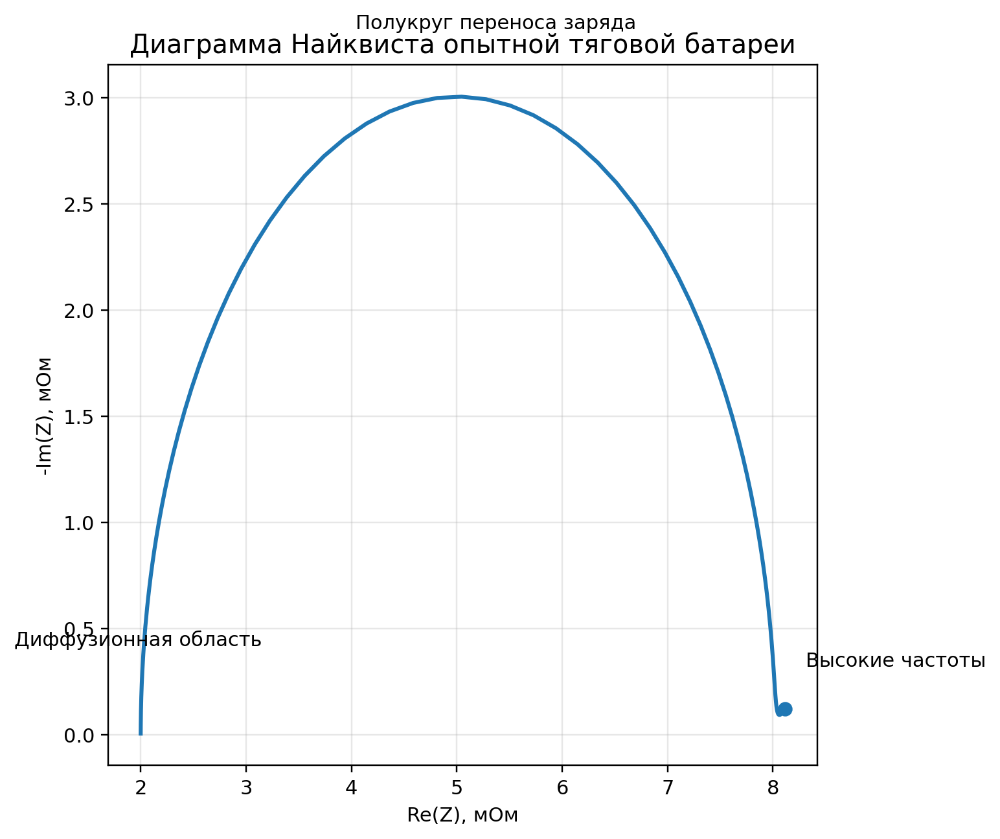 Полукруг переноса заряда
Диаграмма Найквиста опытной тяговой батареи
3.0
2.5
2.0
1.5
1.0
0.5
0.0
-Im(Z), мОм
Диффузионная область
Высокие частоты
2 3 4 5 6 7 8
Re(Z), мОм